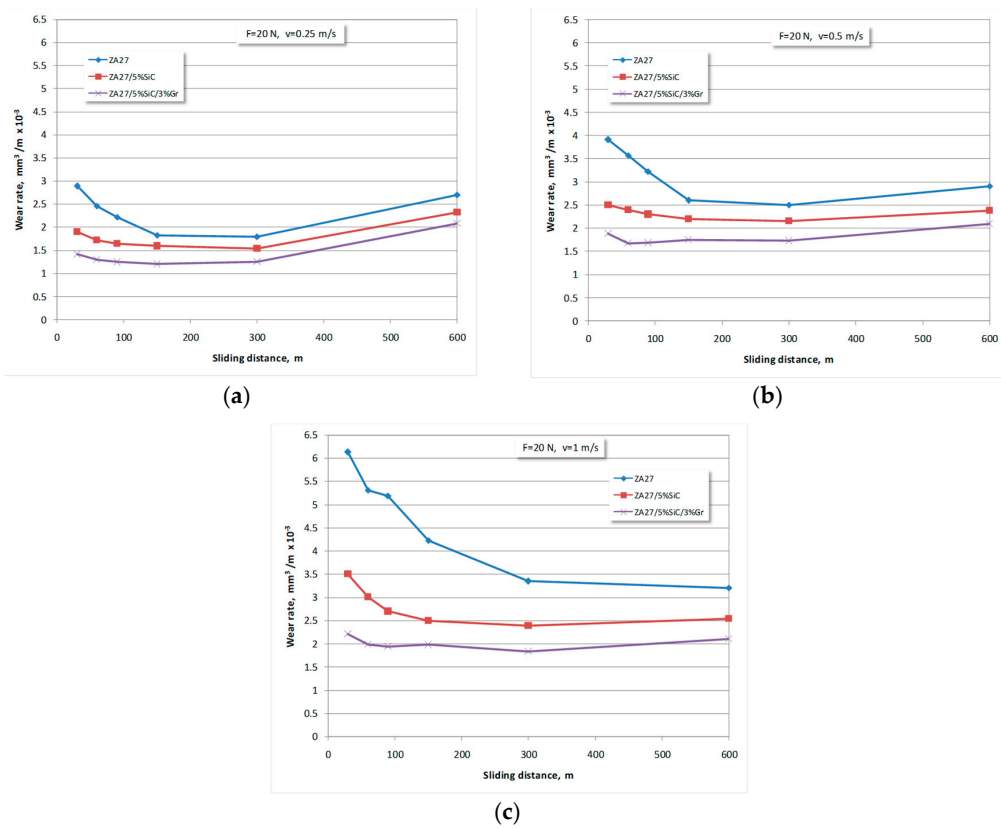 F=20 N, v=0.25 m/s
ZA27
ZA27/5%SiC
ZA27/5%SiC/3%Gr
Wear rate, mm³ /m x10⁻³
6.5
6
5.5
5
4.5
4
3.5
3
2.5
2
1.5
1
0.5
0
0 100 200 300 400 500 600
Sliding distance, m
(a)
F=20 N, v=0.5 m/s
ZA27
ZA27/5%SiC
ZA27/5%SiC/3%Gr
Wear rate, mm³ /m x10⁻³
6.5
6
5.5
5
4.5
4
3.5
3
2.5
2
1.5
1
0.5
0
0 100 200 300 400 500 600
Sliding distance, m
(b)
F=20 N, v=1 m/s
ZA27
ZA27/5%SiC
ZA27/5%SiC/3%Gr
Wear rate, mm³ /m x10⁻³
6.5
6
5.5
5
4.5
4
3.5
3
2.5
2
1.5
1
0.5
0
0 100 200 300 400 500 600
Sliding distance, m
(c)